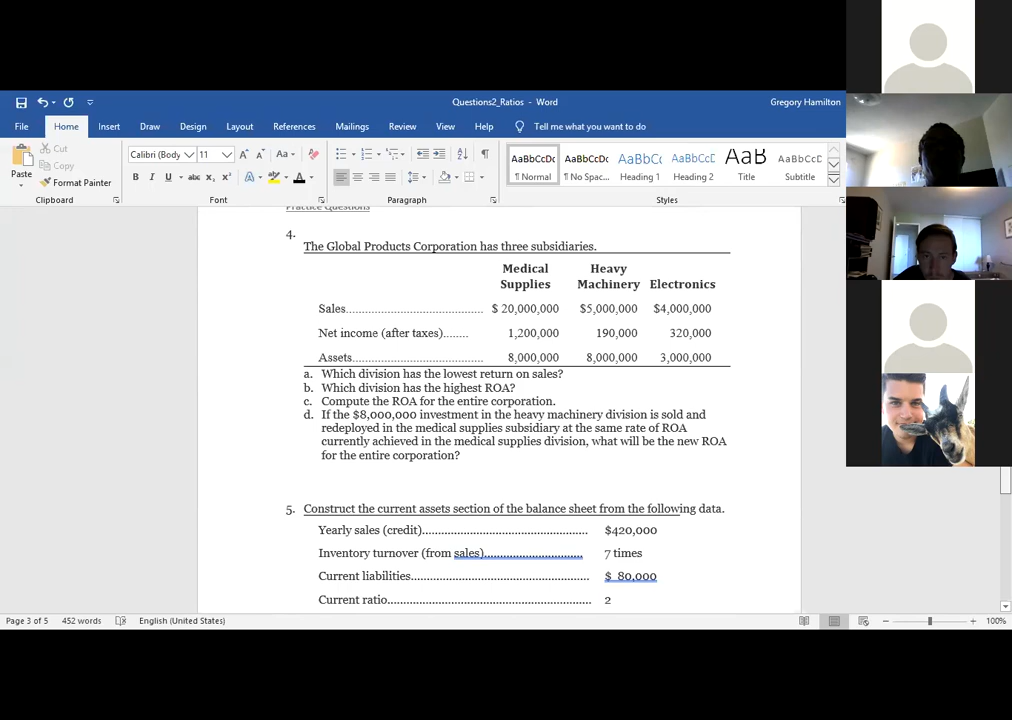 Questions2_Ratios - Word
Gregory Hamilton
File Home Insert Draw Design Layout References Mailings Review View Help Tell me what you want to do
Paste
Cut
Copy
Format Painter
Calibri (Body 11
AaBbCcDc AaBbCcDc AaBbCc AaBbCcD AaB AaBbCcD
¶ Normal ¶ No Spac... Heading 1 Heading 2 Title Subtitle
Clipboard Font Paragraph Styles
Practice Questions
4.
The Global Products Corporation has three subsidiaries.
Medical Supplies Heavy Machinery Electronics
Sales................................................ $ 20,000,000 $5,000,000 $4,000,000
Net income (after taxes)........ 1,200,000 190,000 320,000
Assets.............................................. 8,000,000 8,000,000 3,000,000
a. Which division has the lowest return on sales?
b. Which division has the highest ROA?
c. Compute the ROA for the entire corporation.
d. If the $8,000,000 investment in the heavy machinery division is sold and
redeployed in the medical supplies subsidiary at the same rate of ROA
currently achieved in the medical supplies division, what will be the new ROA
for the entire corporation?
5. Construct the current assets section of the balance sheet from the following data.
Yearly sales (credit)........................................................ $420,000
Inventory turnover (from sales)................................. 7 times
Current liabilities............................................................ $ 80,000
Current ratio.................................................................... 2
Page 3 of 5 452 words English (United States) 100%